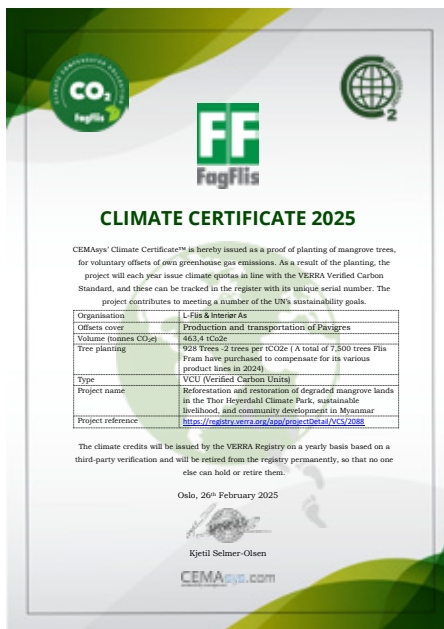 CO2
FagFlis
2
FF
FagFlis
CLIMATE CERTIFICATE 2025
CEMAsys' Climate Certificate™ is hereby issued as a proof of planting of mangrove trees,
for voluntary offsets of own greenhouse gas emissions. As a result of the planting, the
project will each year issue climate quotas in line with the VERRA Verified Carbon
Standard, and these can be tracked in the register with its unique serial number. The
project contributes to meeting a number of the UN's sustainability goals.
Organisation L-Flis & Interiør As
Offsets cover Production and transportation of Pavigres
Volume (tonnes CO₂e) 463,4 tCo2e
Tree planting 928 Trees -2 trees per tCO2e ( A total of 7,500 trees Flis
Fram have purchased to compensate for its various
product lines in 2024)
Type VCU (Verified Carbon Units)
Project name Reforestation and restoration of degraded mangrove lands
in the Thor Heyerdahl Climate Park, sustainable
livelihood, and community development in Myanmar
Project reference https://registry.verra.org/app/projectDetail/VCS/2088
The climate credits will be issued by the VERRA Registry on a yearly basis based on a
third-party verification and will be retired from the registry permanently, so that no one
else can hold or retire them.
Oslo, 26th February 2025
Kjetil Selmer-Olsen
CEMAsys.com